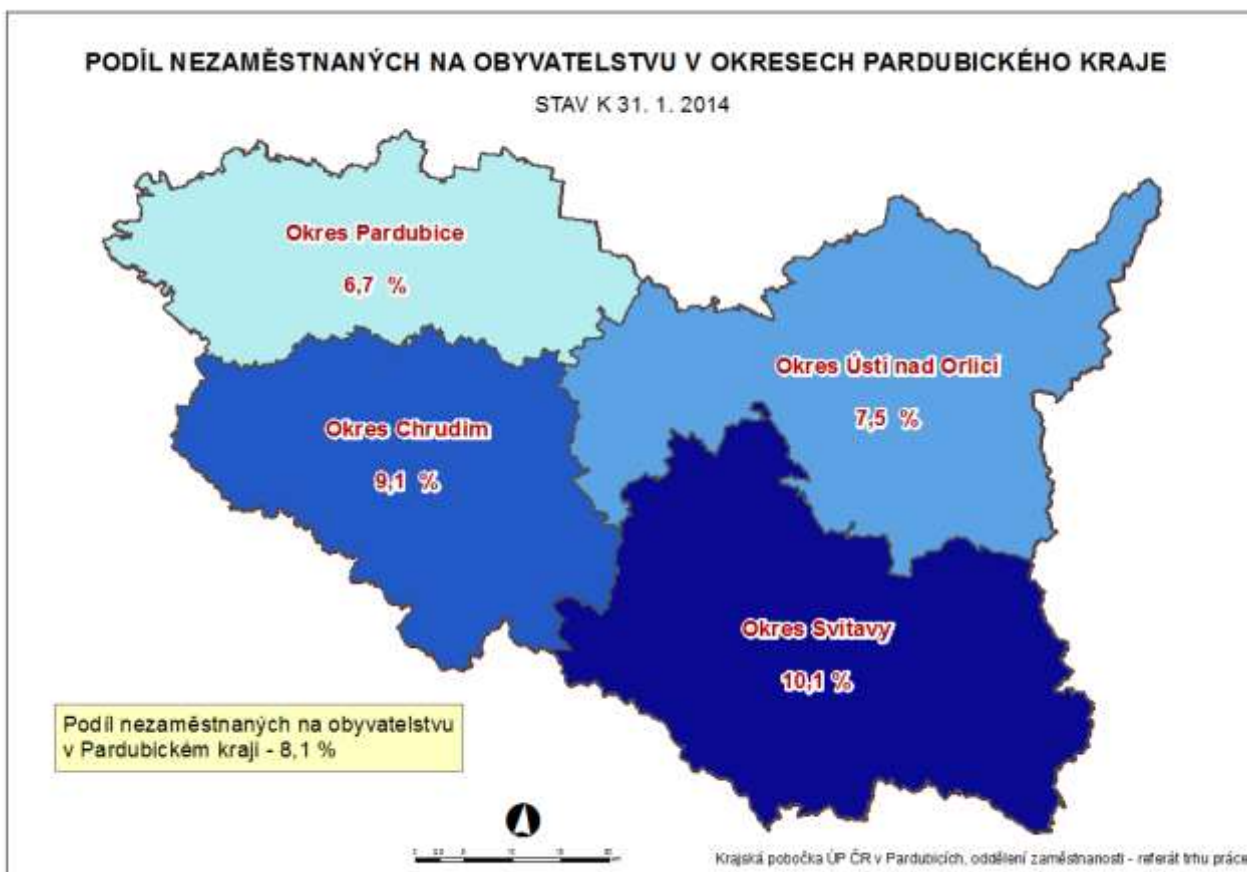 PODÍL NEZAMĚSTNANÝCH NA OBYVATELSTVU V OKRESECH PARDUBICKÉHO KRAJE
STAV K 31. 1. 2014
Okres Pardubice
6,7 %
Okres Ústí nad Orlicí
7,5 %
Okres Chrudim
9,1 %
Okres Svitavy
10,1 %
Podíl nezaměstnaných na obyvatelstvu
v Pardubickém kraji - 8,1 %
Krajská pobočka ÚP ČR v Pardubicích, oddělení zaměstnanosti - referát trhu práce